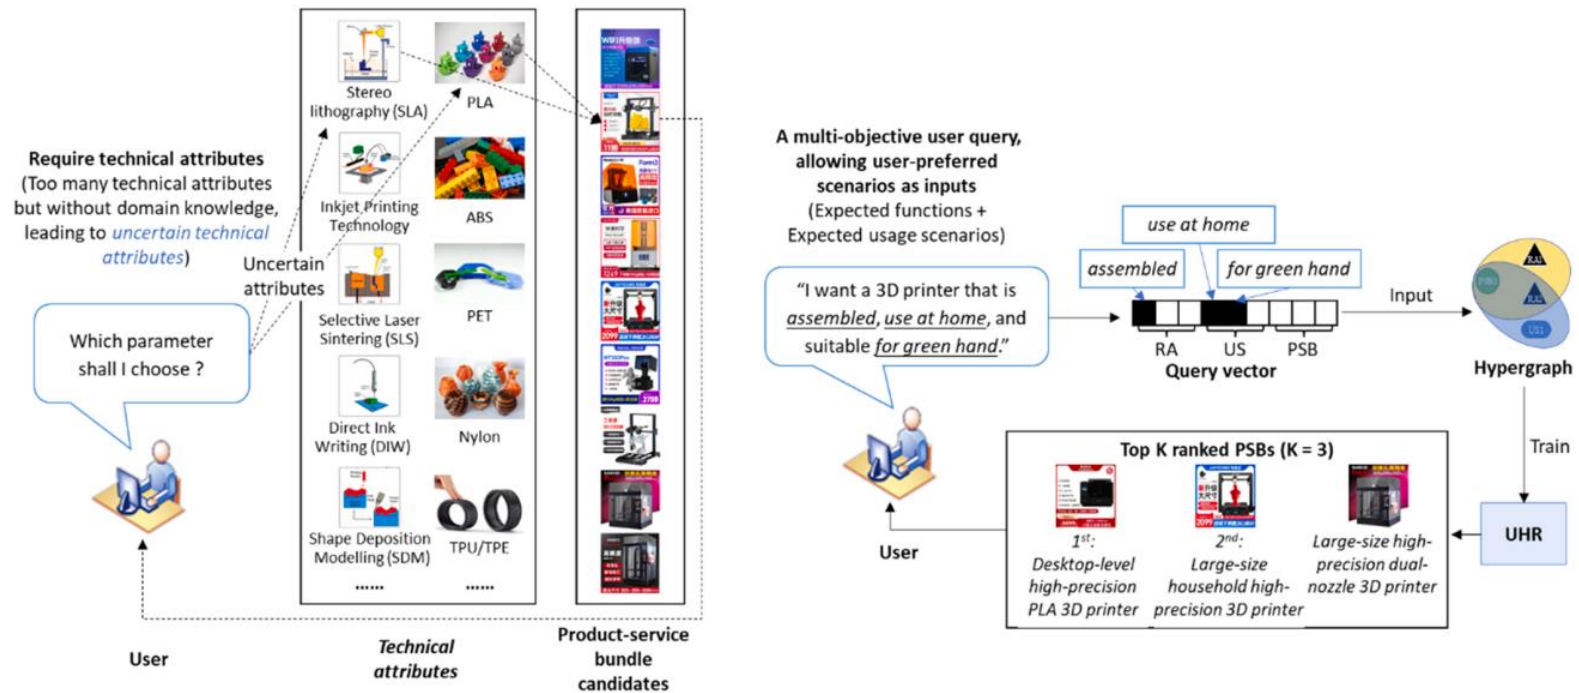 Require technical attributes
(Too many technical attributes
but without domain knowledge,
leading to uncertain technical
attributes)
Uncertain
attributes
Which parameter
shall I choose ?
User
Stereo
lithography (SLA)
Inkjet Printing
Technology
Selective Laser
Sintering (SLS)
Direct Ink
Writing (DIW)
Shape Deposition
Modelling (SDM)
......
PLA
ABS
PET
Nylon
TPU/TPE
......
Technical
attributes
Product-service
bundle
candidates
A multi-objective user query,
allowing user-preferred
scenarios as inputs
(Expected functions +
Expected usage scenarios)
“I want a 3D printer that is
assembled, use at home, and
suitable for green hand.”
User
use at home
assembled
for green hand
RA US PSB
Query vector
Input
Hypergraph
Train
UHR
Top K ranked PSBs (K = 3)
1st:
Desktop-level
high-precision
PLA 3D printer
2nd:
Large-size
household high-
precision 3D printer
Large-size high-
precision dual-
nozzle 3D printer